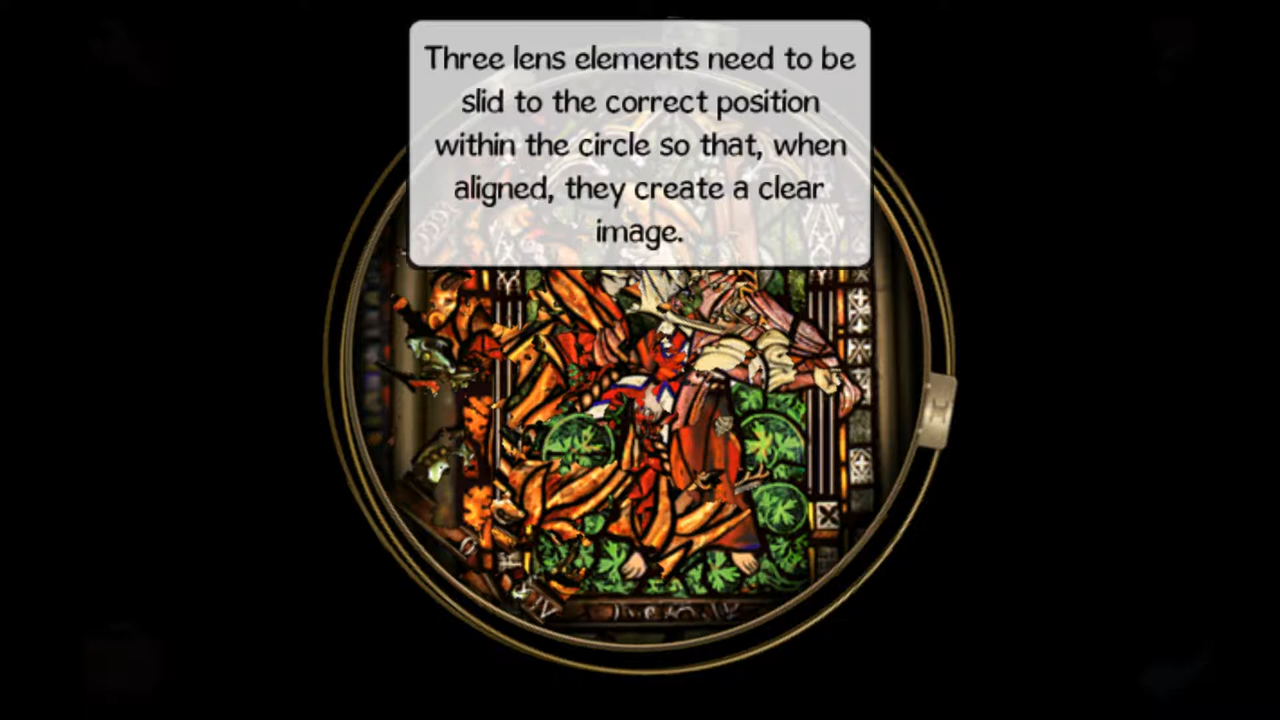 Three lens elements need to be
slid to the correct position
within the circle so that, when
aligned, they create a clear
image.